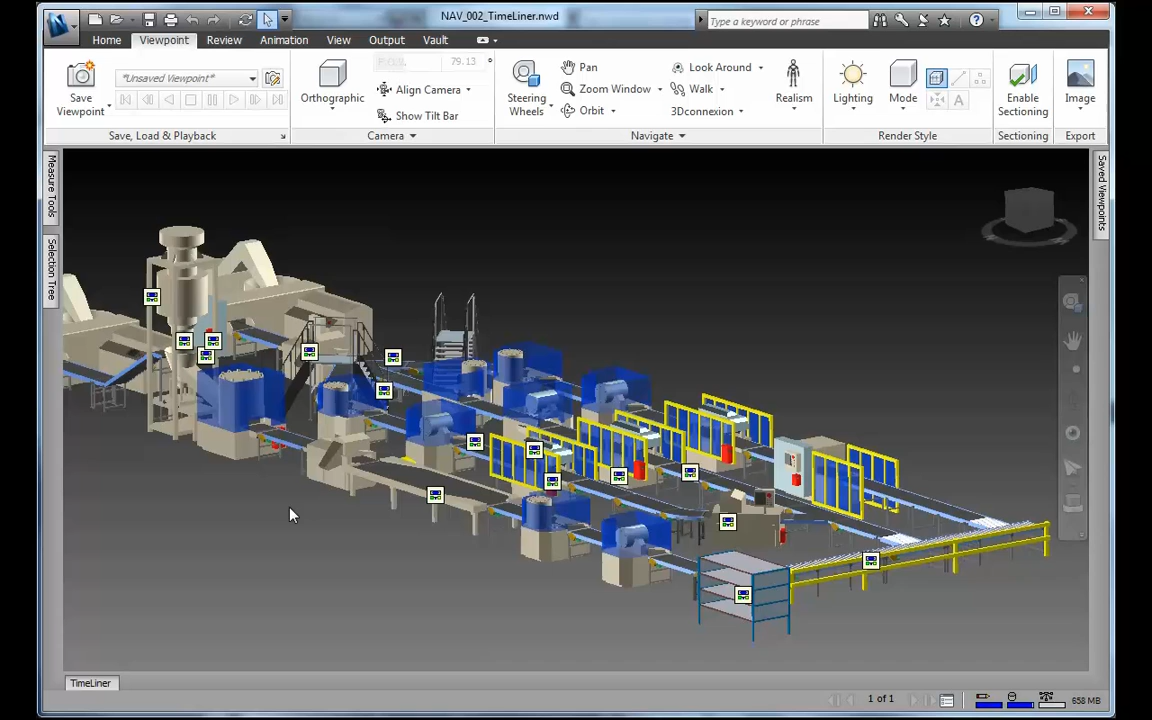 NAV_002_TimeLiner.nwd
Type a keyword or phrase
Home Viewpoint Review Animation View Output Vault
Save Viewpoint
*Unsaved Viewpoint*
Save, Load & Playback
Orthographic
79.13
Align Camera
Show Tilt Bar
Camera
Steering Wheels
Pan
Zoom Window
Orbit
Look Around
Walk
3Dconnexion
Navigate
Realism
Lighting
Mode
A
Render Style
Enable Sectioning
Sectioning
Image
Export
Measure Tools
Selection Tree
Saved Viewpoints
TimeLiner
1 of 1
658 MB